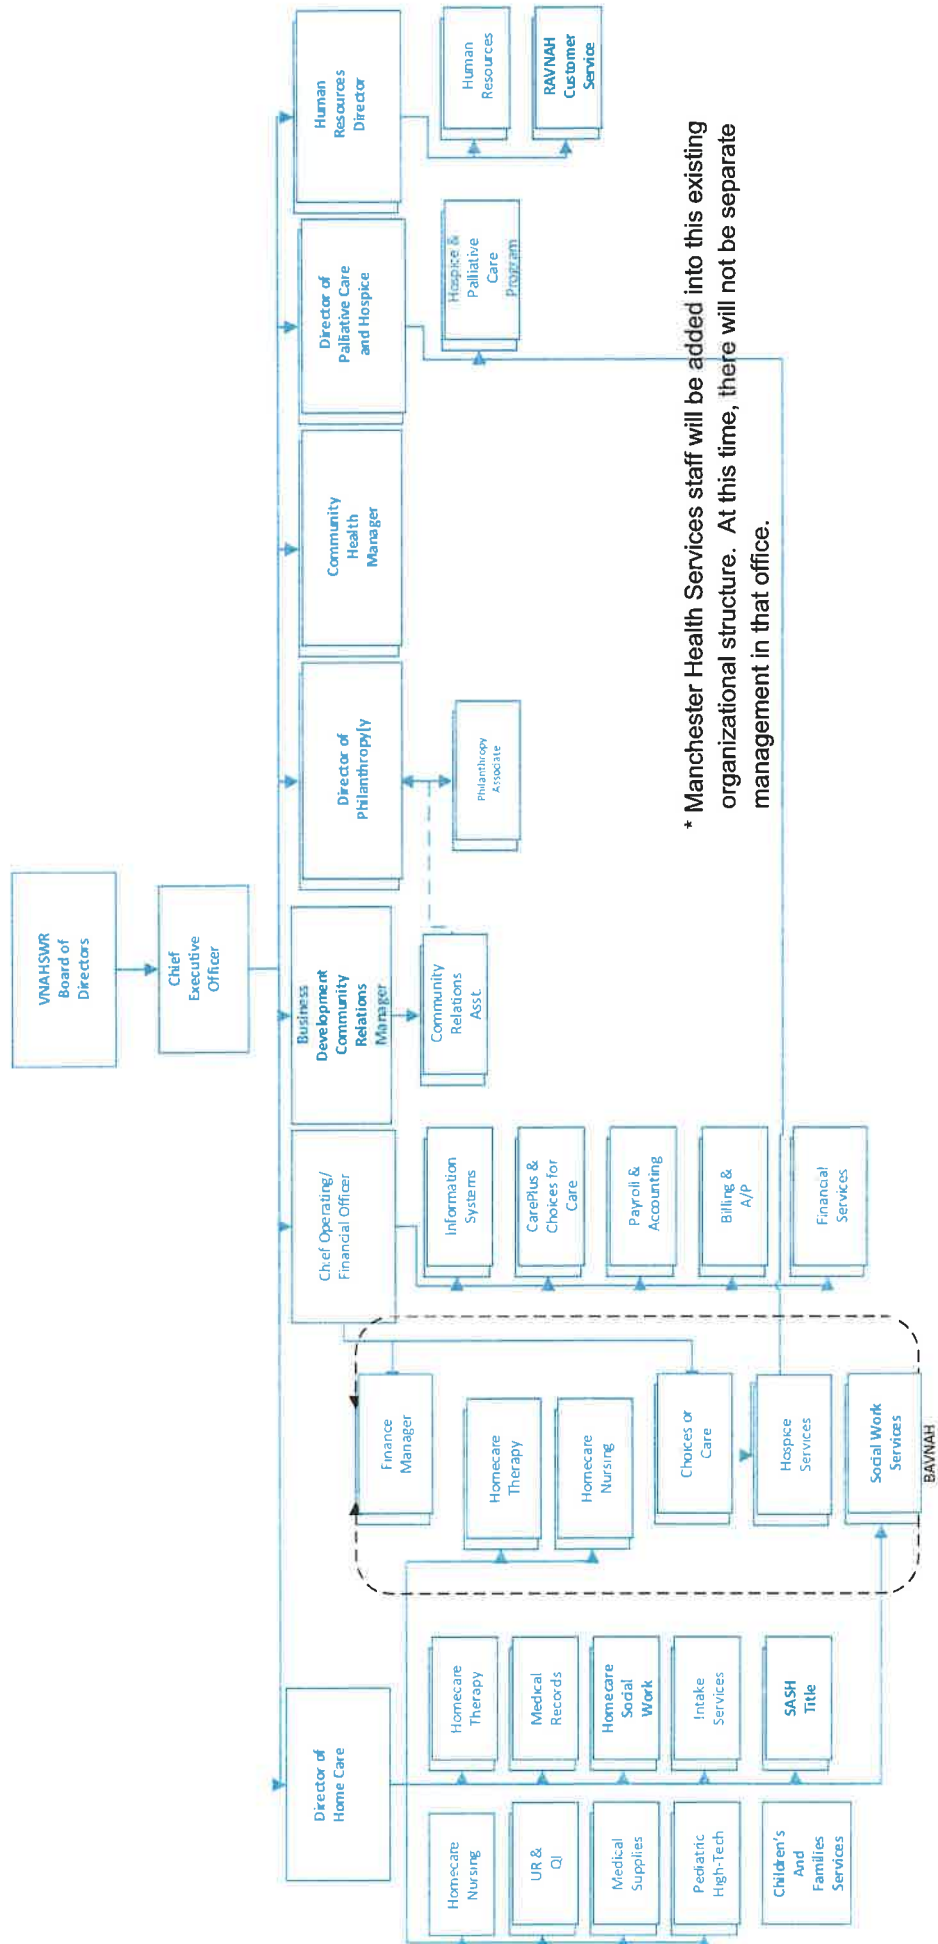 VNAHSWR
Board of
Directors
Chief
Executive
Officer
Director of
Home Care
Chief Operating/
Financial Officer
Business
Development
Community
Relations
Manager
Director of
Philanthropy[y
Community
Health
Manager
Director of
Palliative Care
and Hospice
Human
Resources
Director
Homecare
Nursing
UR &
QI
Medical
Supplies
Pediatric
High-Tech
Children's
And
Families
Services
Homecare
Therapy
Medical
Records
Homecare
Social
Work
Intake
Services
SASH
Title
Finance
Manager
Homecare
Therapy
Homecare
Nursing
Choices or
Care
Hospice
Services
Social Work
Services
BAVNAH
Information
Systems
CarePlus &
Choices for
Care
Payroll &
Accounting
Billing &
A/P
Financial
Services
Community
Relations
Asst.
Philanthropy
Associate
Hospice &
Palliative
Care
Program
Human
Resources
RAVNAH
Customer
Service
* Manchester Health Services staff will be added into this existing
organizational structure. At this time, there will not be separate
management in that office.